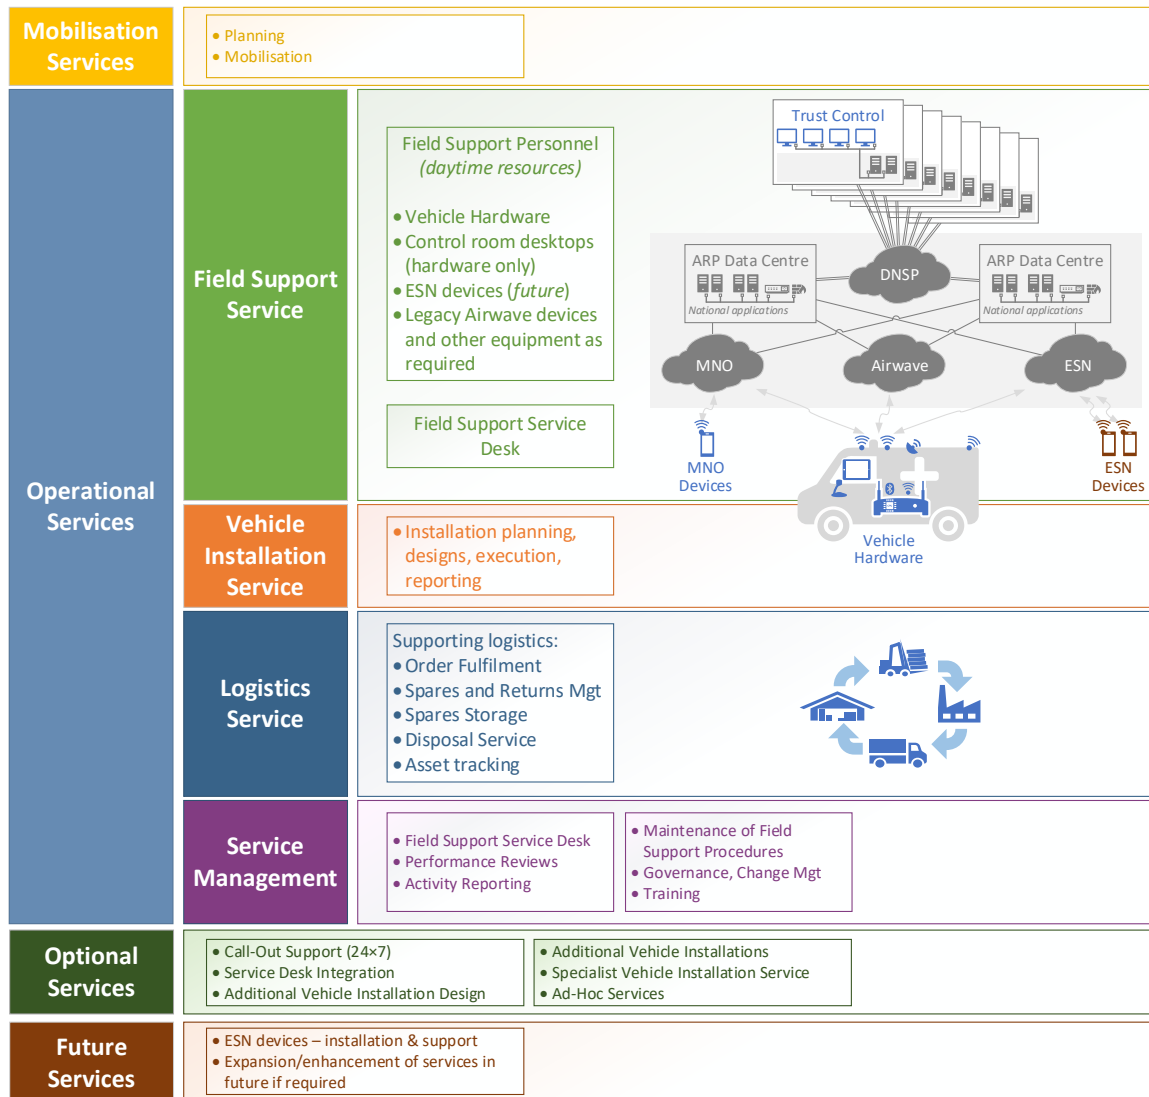 Mobilisation
Services
• Planning
• Mobilisation
Operational
Services
Field Support
Service
Field Support Personnel
(daytime resources)
• Vehicle Hardware
• Control room desktops
(hardware only)
• ESN devices (future)
• Legacy Airwave devices
and other equipment as
required
Field Support Service
Desk
Trust Control
DNSP
ARP Data Centre
National applications
ARP Data Centre
National applications
MNO
Airwave
ESN
MNO
Devices
ESN
Devices
Vehicle
Hardware
Vehicle
Installation
Service
• Installation planning,
designs, execution,
reporting
Logistics
Service
Supporting logistics:
• Order Fulfilment
• Spares and Returns Mgt
• Spares Storage
• Disposal Service
• Asset tracking
Service
Management
• Field Support Service Desk
• Performance Reviews
• Activity Reporting
• Maintenance of Field
Support Procedures
• Governance, Change Mgt
• Training
Optional
Services
• Call-Out Support (24×7)
• Service Desk Integration
• Additional Vehicle Installation Design
• Additional Vehicle Installations
• Specialist Vehicle Installation Service
• Ad-Hoc Services
Future
Services
• ESN devices – installation & support
• Expansion/enhancement of services in
future if required